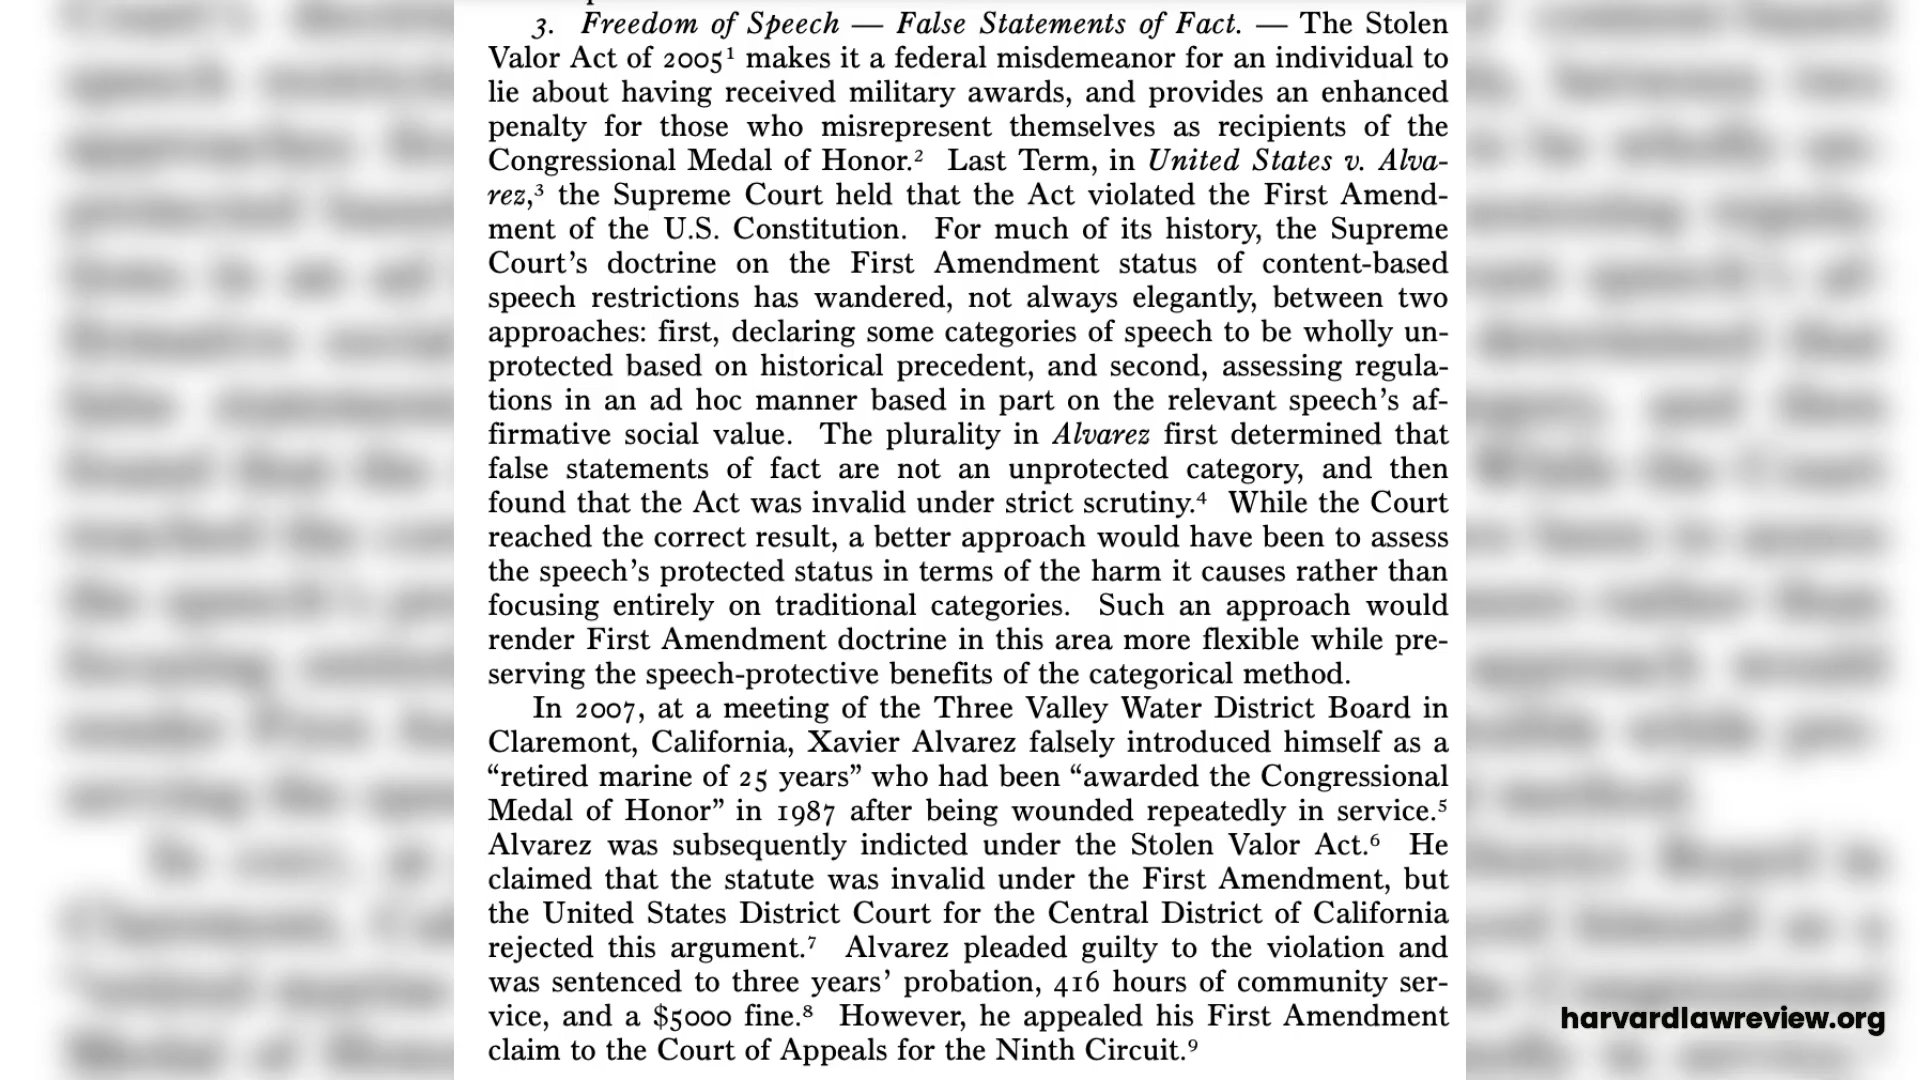 3. Freedom of Speech — False Statements of Fact. — The Stolen
Valor Act of 2005¹ makes it a federal misdemeanor for an individual to
lie about having received military awards, and provides an enhanced
penalty for those who misrepresent themselves as recipients of the
Congressional Medal of Honor.² Last Term, in United States v. Alva-
rez,³ the Supreme Court held that the Act violated the First Amend-
ment of the U.S. Constitution. For much of its history, the Supreme
Court’s doctrine on the First Amendment status of content-based
speech restrictions has wandered, not always elegantly, between two
approaches: first, declaring some categories of speech to be wholly un-
protected based on historical precedent, and second, assessing regula-
tions in an ad hoc manner based in part on the relevant speech’s af-
firmative social value. The plurality in Alvarez first determined that
false statements of fact are not an unprotected category, and then
found that the Act was invalid under strict scrutiny.⁴ While the Court
reached the correct result, a better approach would have been to assess
the speech’s protected status in terms of the harm it causes rather than
focusing entirely on traditional categories. Such an approach would
render First Amendment doctrine in this area more flexible while pre-
serving the speech-protective benefits of the categorical method.
In 2007, at a meeting of the Three Valley Water District Board in
Claremont, California, Xavier Alvarez falsely introduced himself as a
“retired marine of 25 years” who had been “awarded the Congressional
Medal of Honor” in 1987 after being wounded repeatedly in service.⁵
Alvarez was subsequently indicted under the Stolen Valor Act.⁶ He
claimed that the statute was invalid under the First Amendment, but
the United States District Court for the Central District of California
rejected this argument.⁷ Alvarez pleaded guilty to the violation and
was sentenced to three years’ probation, 416 hours of community ser-
vice, and a $5000 fine.⁸ However, he appealed his First Amendment
claim to the Court of Appeals for the Ninth Circuit.⁹
harvardlawreview.org